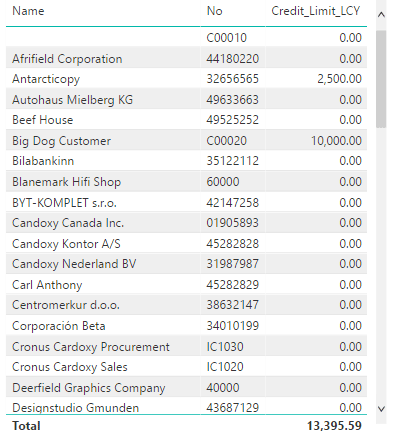 Name No Credit_Limit_LCY
C00010 0.00
Afrifield Corporation 44180220 0.00
Antarcticopy 32656565 2,500.00
Autohaus Mielberg KG 49633663 0.00
Beef House 49525252 0.00
Big Dog Customer C00020 10,000.00
Bilabankinn 35122112 0.00
Blanemark Hifi Shop 60000 0.00
BYT-KOMPLET s.r.o. 42147258 0.00
Candoxy Canada Inc. 01905893 0.00
Candoxy Kontor A/S 45282828 0.00
Candoxy Nederland BV 31987987 0.00
Carl Anthony 45282829 0.00
Centromerkur d.o.o. 38632147 0.00
Corporación Beta 34010199 0.00
Cronus Cardoxy Procurement IC1030 0.00
Cronus Cardoxy Sales IC1020 0.00
Deerfield Graphics Company 40000 0.00
Designstudio Gmunden 43687129 0.00
Total 13,395.59